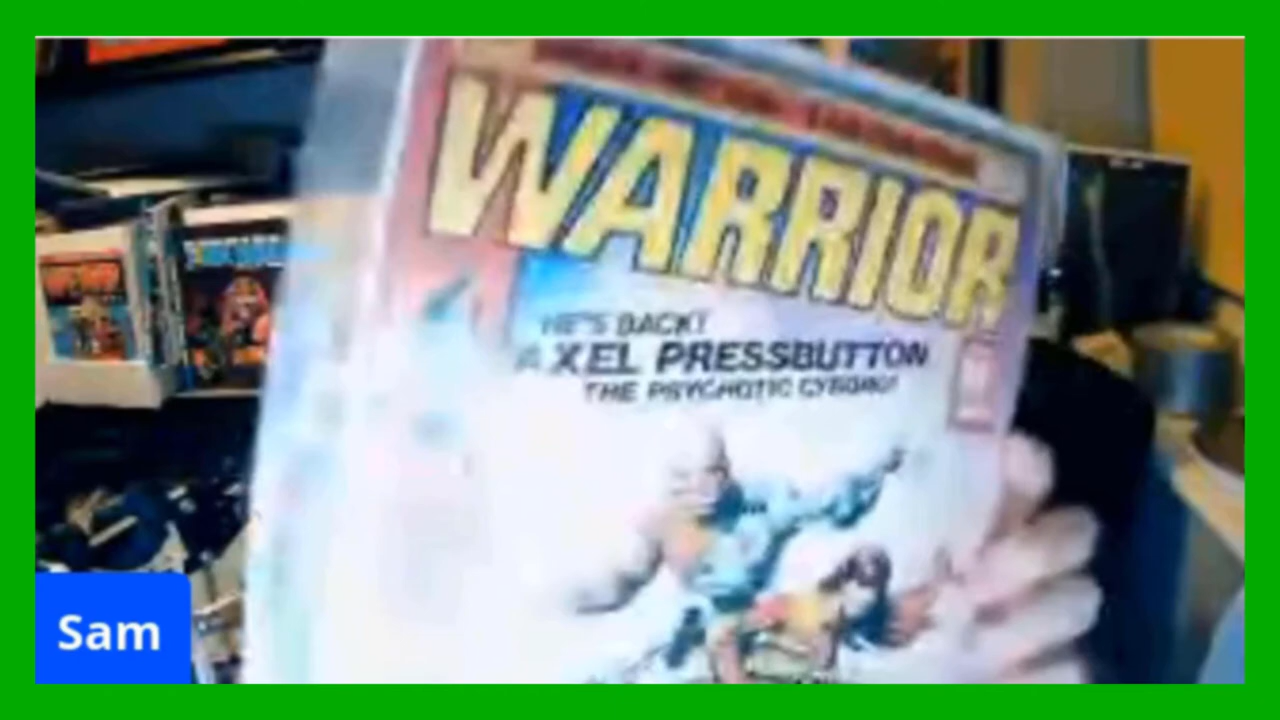 WARRIOR
HE'S BACK!
AXEL PRESSBUTTON
THE PSYCHOTIC CYBORG!
Sam